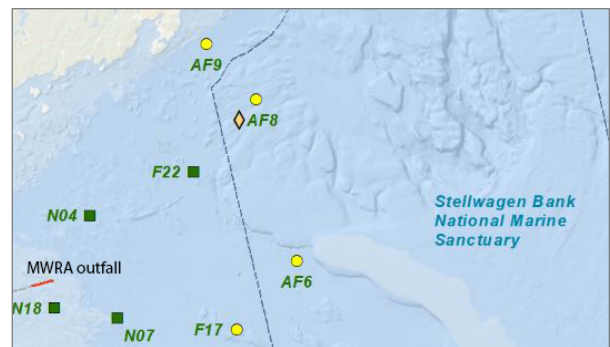 AF9
AF8
F22
N04
Stellwagen Bank
National Marine
Sanctuary
MWRA outfall
AF6
N18
N07
F17